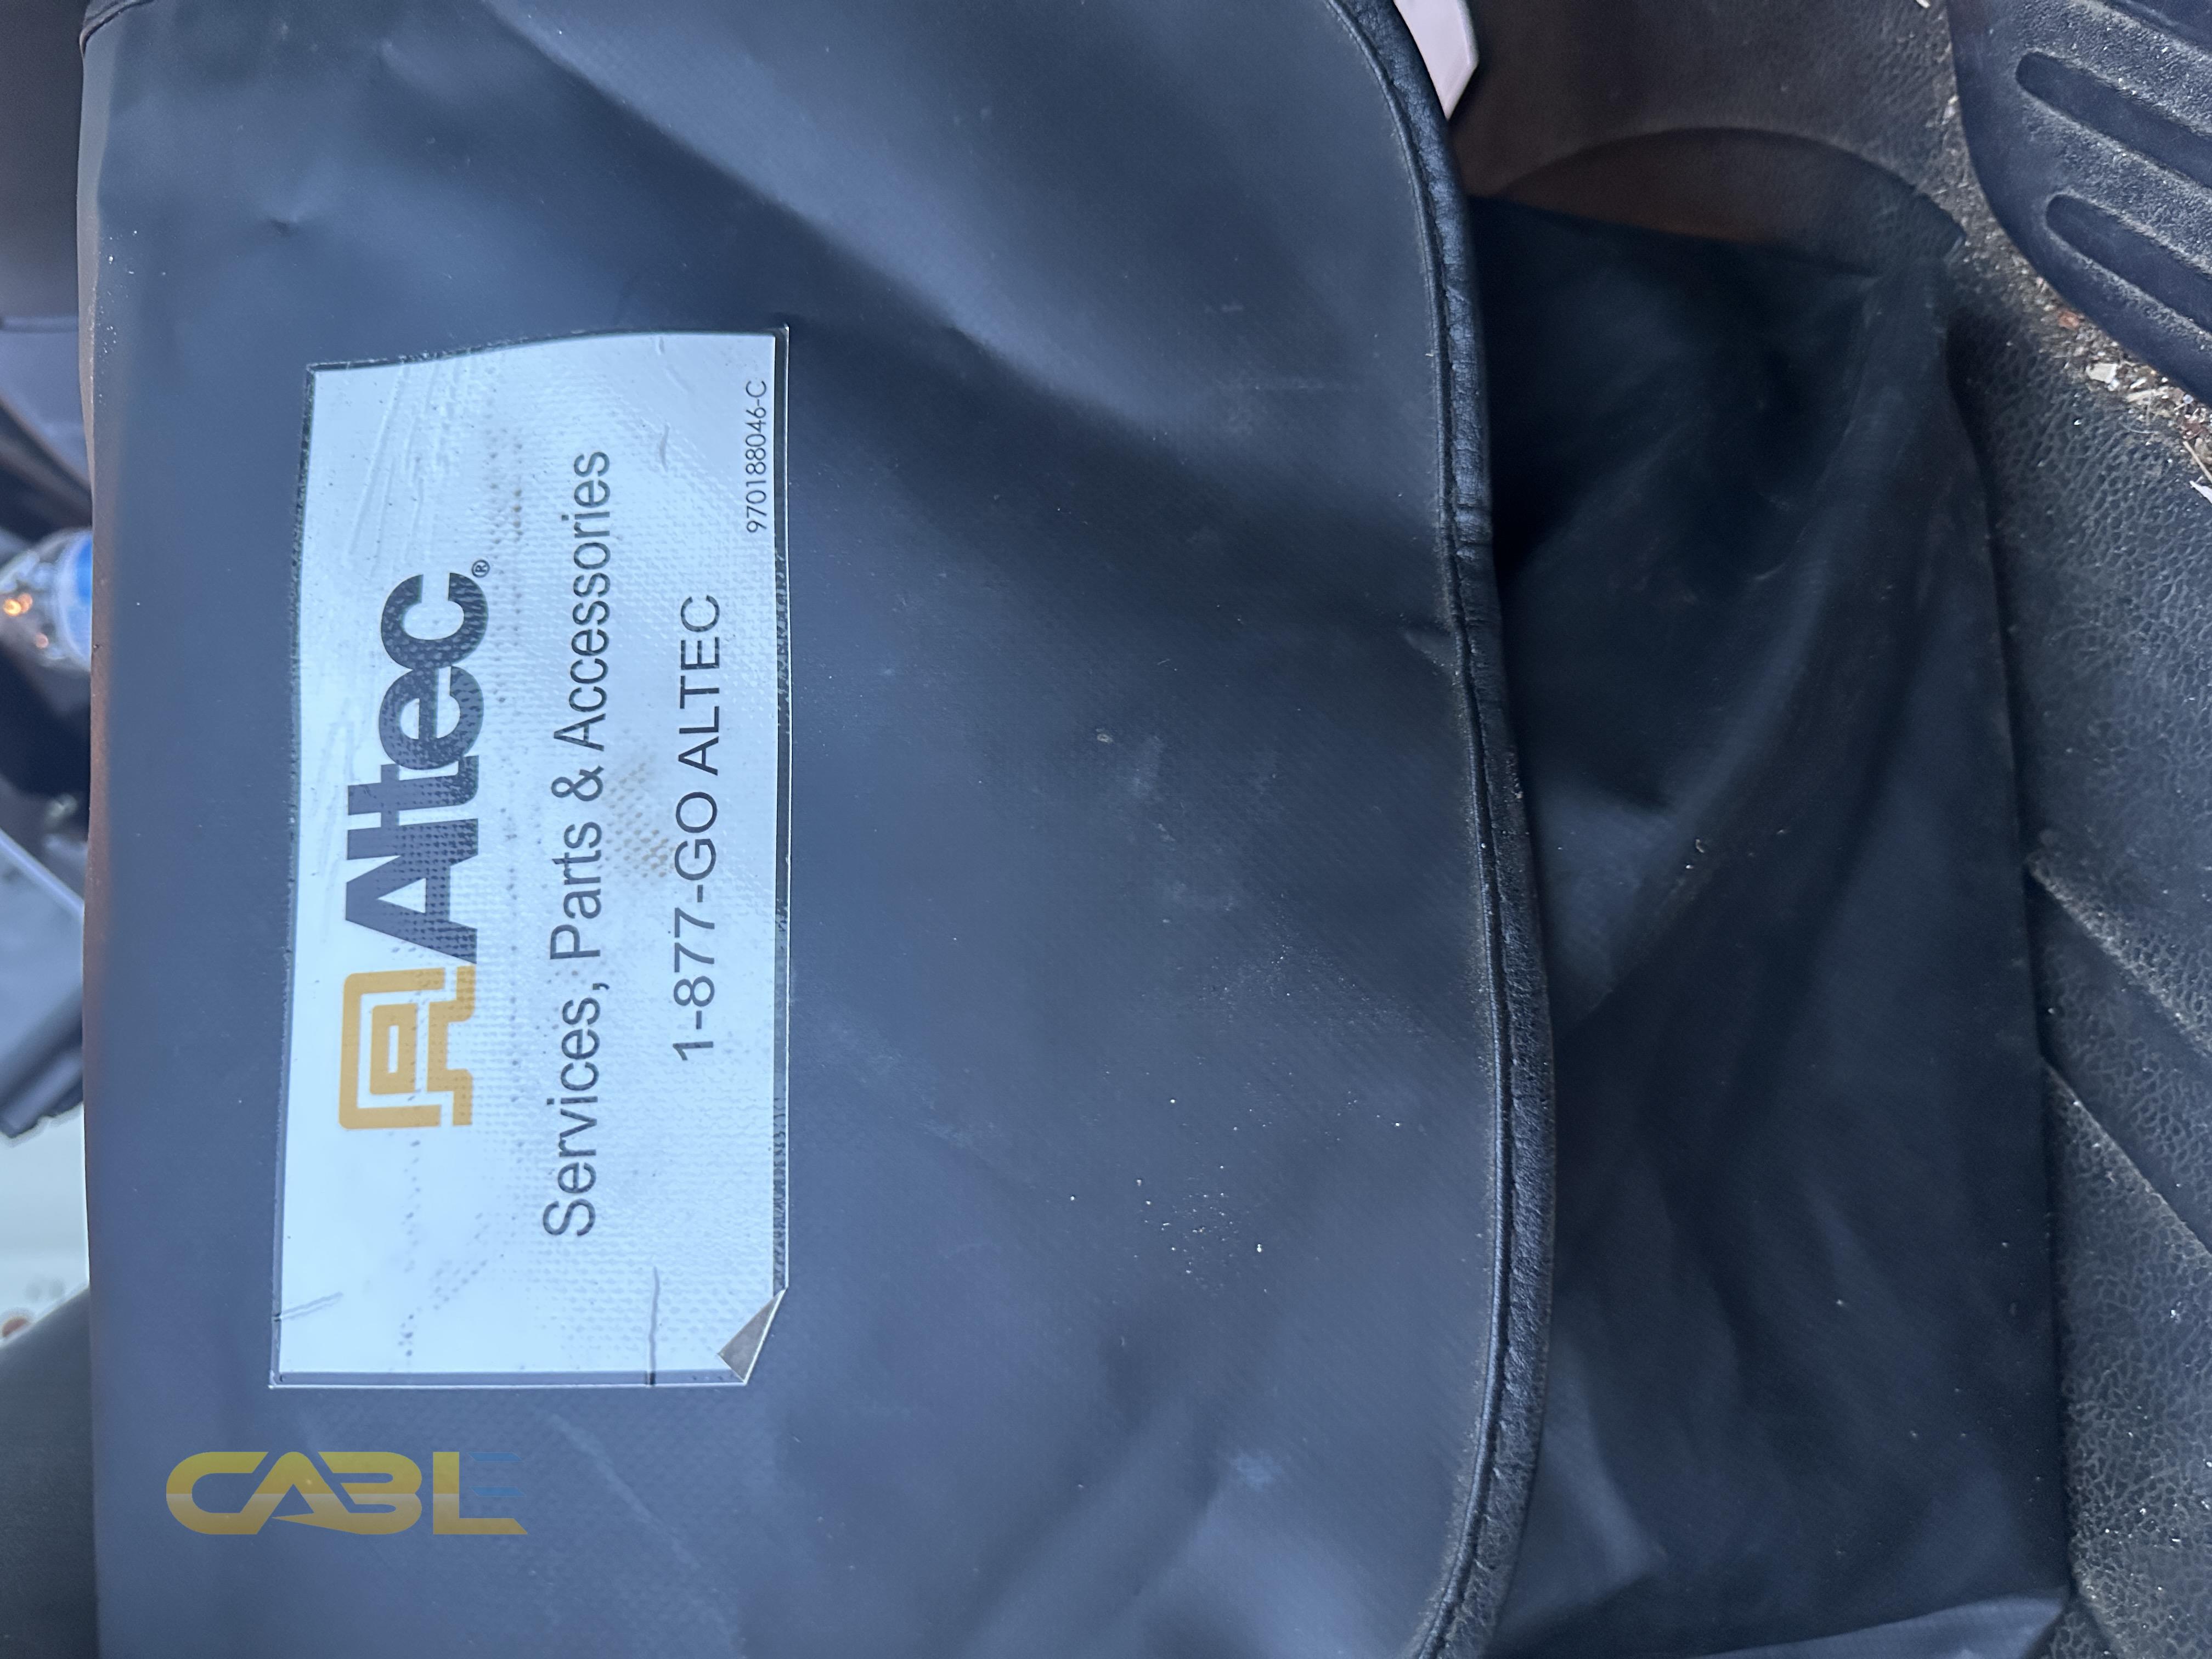 Altec®
Services, Parts & Accessories
1-877-GO ALTEC
970188046-C
CABLE